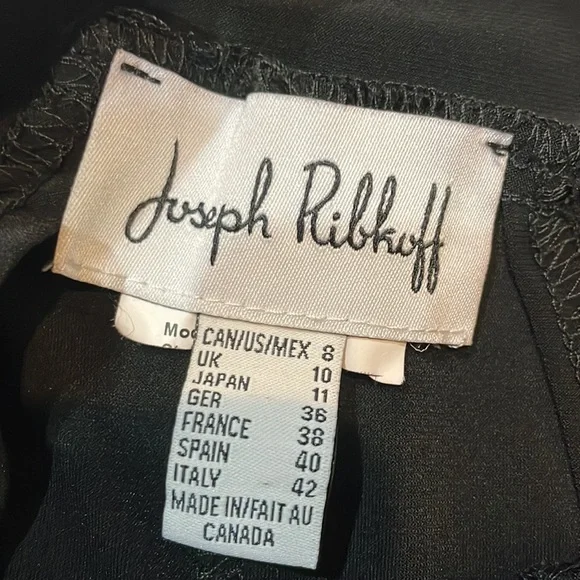 Joseph Ribkoff
CAN/US/MEX 8
UK 10
JAPAN 11
GER 36
FRANCE 38
SPAIN 40
ITALY 42
MADE IN/FAIT AU
CANADA